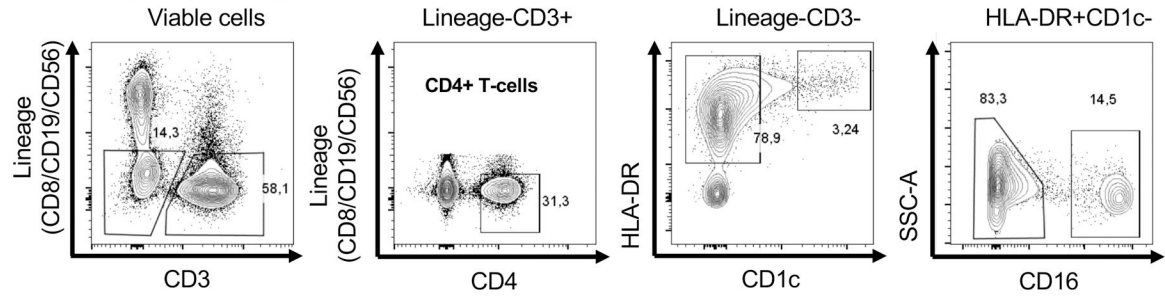 Viable cells
Lineage
(CD8/CD19/CD56)
14,3
58,1
CD3
Lineage-CD3+
Lineage
(CD8/CD19/CD56)
CD4+ T-cells
31,3
CD4
Lineage-CD3-
HLA-DR
78,9
3,24
CD1c
HLA-DR+CD1c-
SSC-A
83,3
14,5
CD16